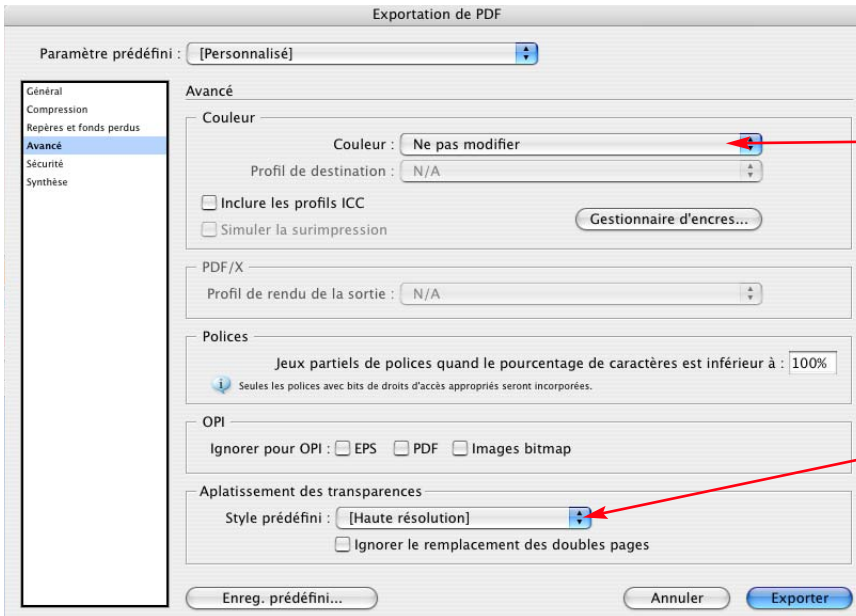 Exportation de PDF
Paramètre prédéfini : [Personnalisé]
Général
Compression
Repères et fonds perdus
Avancé
Sécurité
Synthèse
Avancé
Couleur
Couleur : Ne pas modifier
Profil de destination : N/A
Inclure les profils ICC
Simuler la surimpression
Gestionnaire d'encres...
PDF/X
Profil de rendu de la sortie : N/A
Polices
Jeux partiels de polices quand le pourcentage de caractères est inférieur à : 100%
Seules les polices avec bits de droits d'accès appropriés seront incorporées.
OPI
Ignorer pour OPI : EPS PDF Images bitmap
Aplatissement des transparences
Style prédéfini : [Haute résolution]
Ignorer le remplacement des doubles pages
Enreg. prédéfini... Annuler Exporter